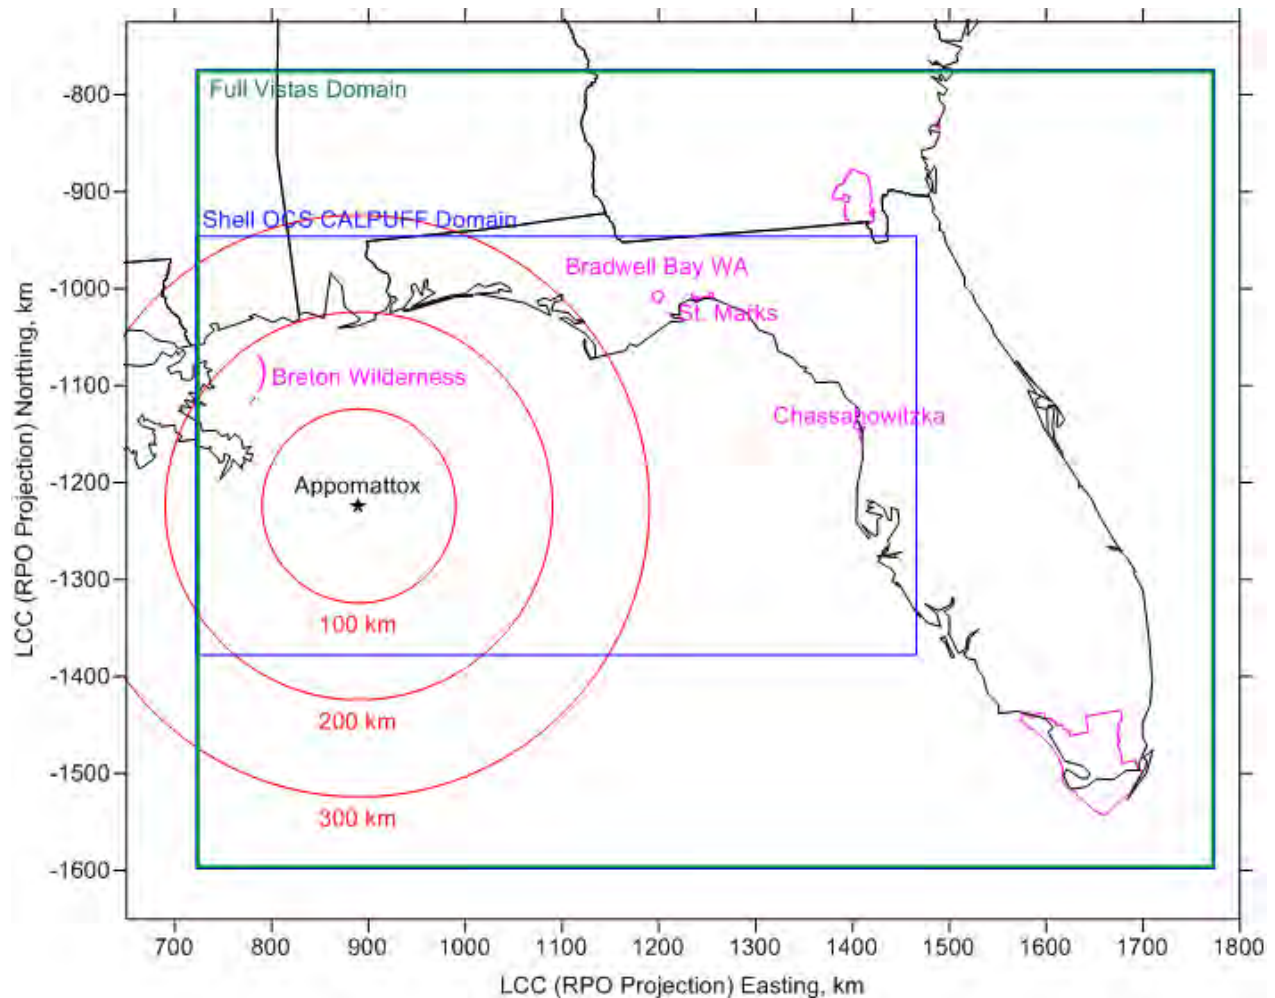 Full Vistas Domain
-800
-900
Shell OCS CALPUFF Domain
Bradwell Bay WA
-1000
St. Marks
Breton Wilderness
-1100
Chassahowitzka
Appomattox
-1200
-1300
100 km
-1400
200 km
-1500
300 km
-1600
LCC (RPO Projection) Northing, km
700 800 900 1000 1100 1200 1300 1400 1500 1600 1700 1800
LCC (RPO Projection) Easting, km